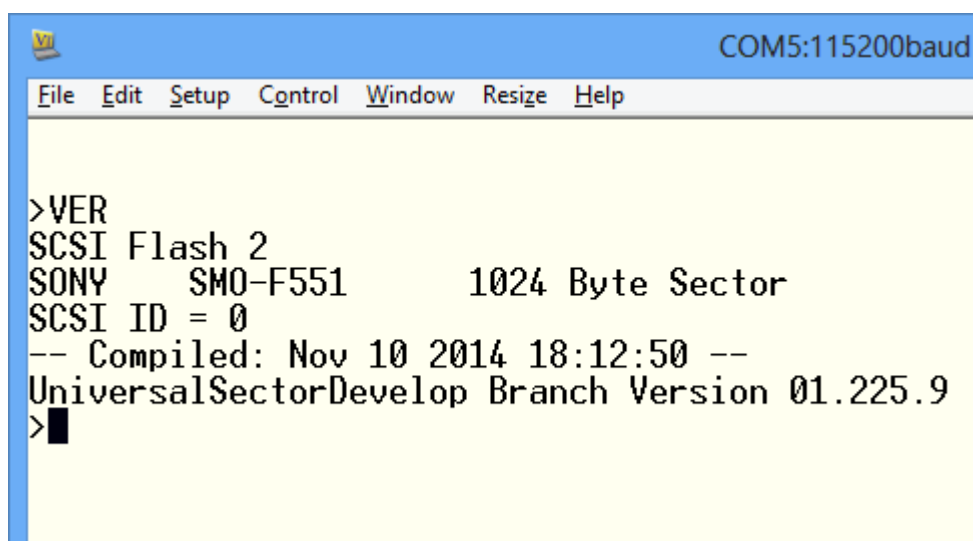 COM5:115200baud
File Edit Setup Control Window Resize Help
>VER
SCSI Flash 2
SONY    SMO-F551       1024 Byte Sector
SCSI ID = 0
-- Compiled: Nov 10 2014 18:12:50 --
UniversalSectorDevelop Branch Version 01.225.9
>